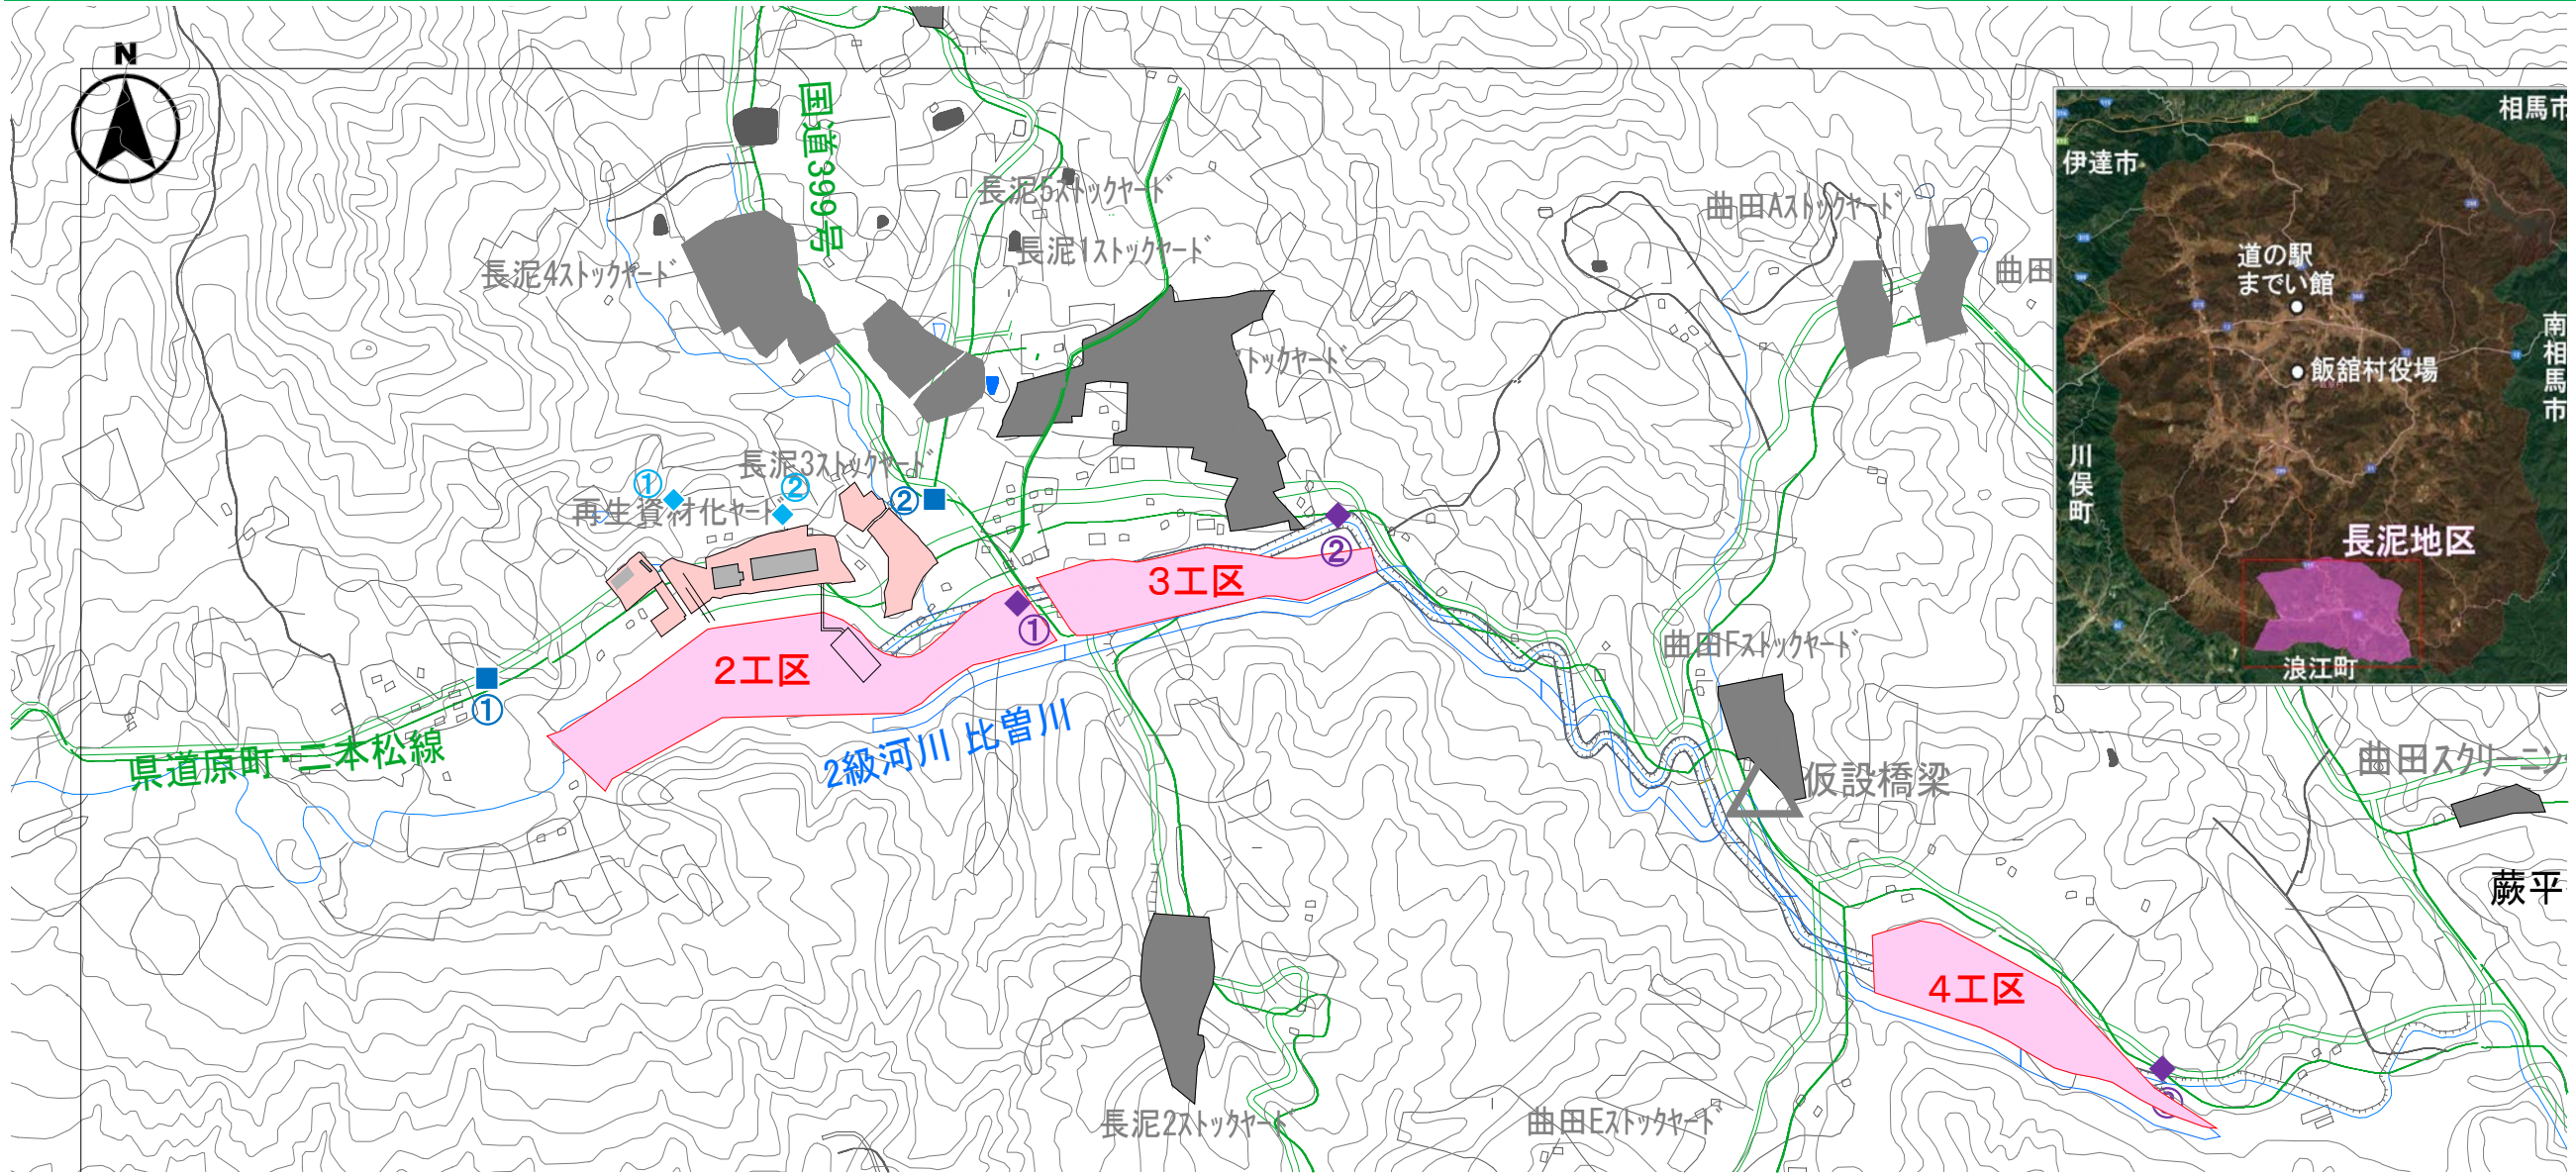 N
国道399号
長泥5ストックヤード
長泥1ストックヤード
長泥4ストックヤード
曲田Aストックヤード
曲田
トックヤード
長泥3ストックヤード
①
②
再生資材化ヤード
②
②
3工区
①
2工区
①
曲田Fストックヤード
県道原町・二本松線
2級河川 比曽川
仮設橋梁
曲田スクリーニン
蕨平
4工区
長泥2ストックヤード
曲田Eストックヤード
相馬市
伊達市
道の駅
までい館
南相馬市
飯舘村役場
川俣町
長泥地区
浪江町